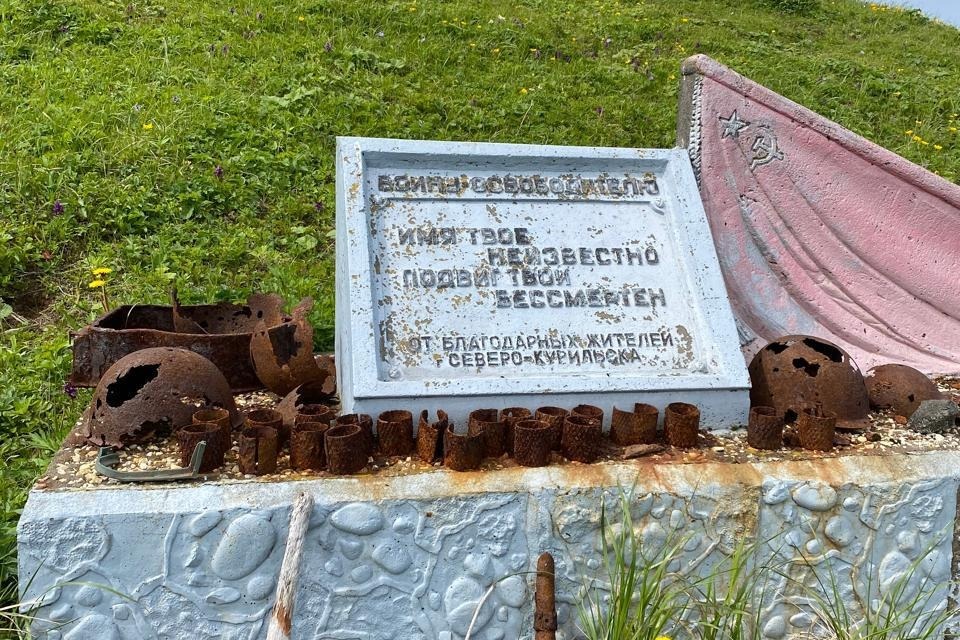 ВОИНУ-ОСВОБОДИТЕЛЮ
ИМЯ ТВОЕ
НЕИЗВЕСТНО
ПОДВИГ ТВОЙ
БЕССМЕРТЕН
ОТ БЛАГОДАРНЫХ ЖИТЕЛЕЙ
Г СЕВЕРО-КУРИЛЬСКА